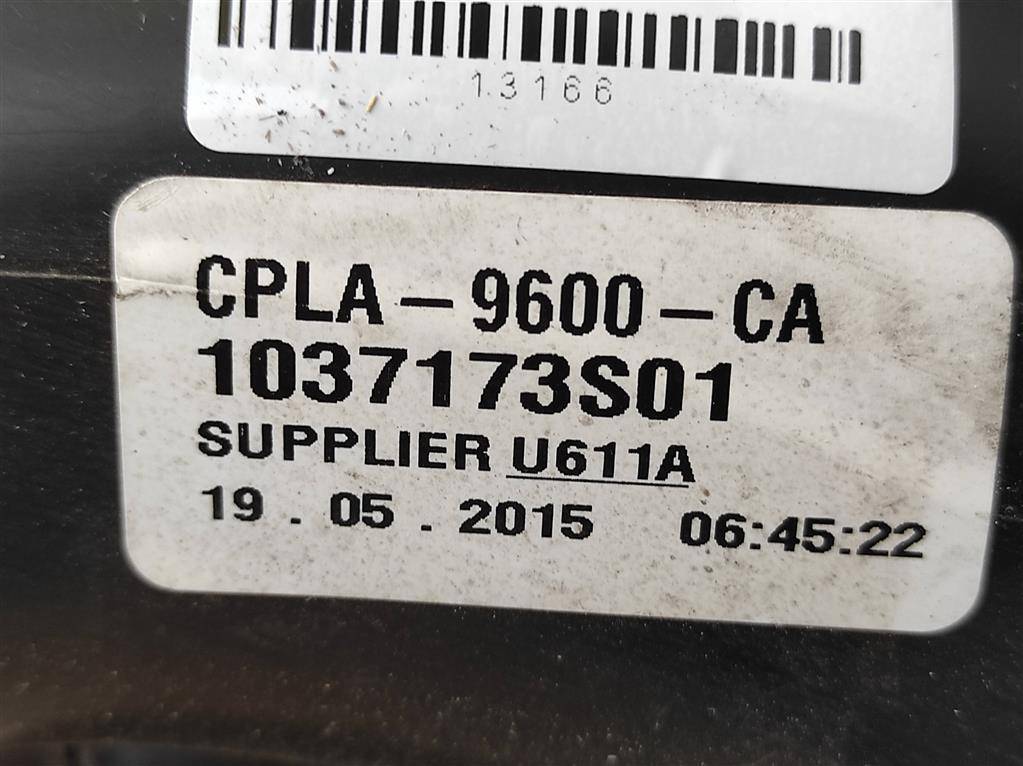 13166
CPLA-9600-CA
1037173S01
SUPPLIER U611A
19 . 05 . 2015 06:45:22